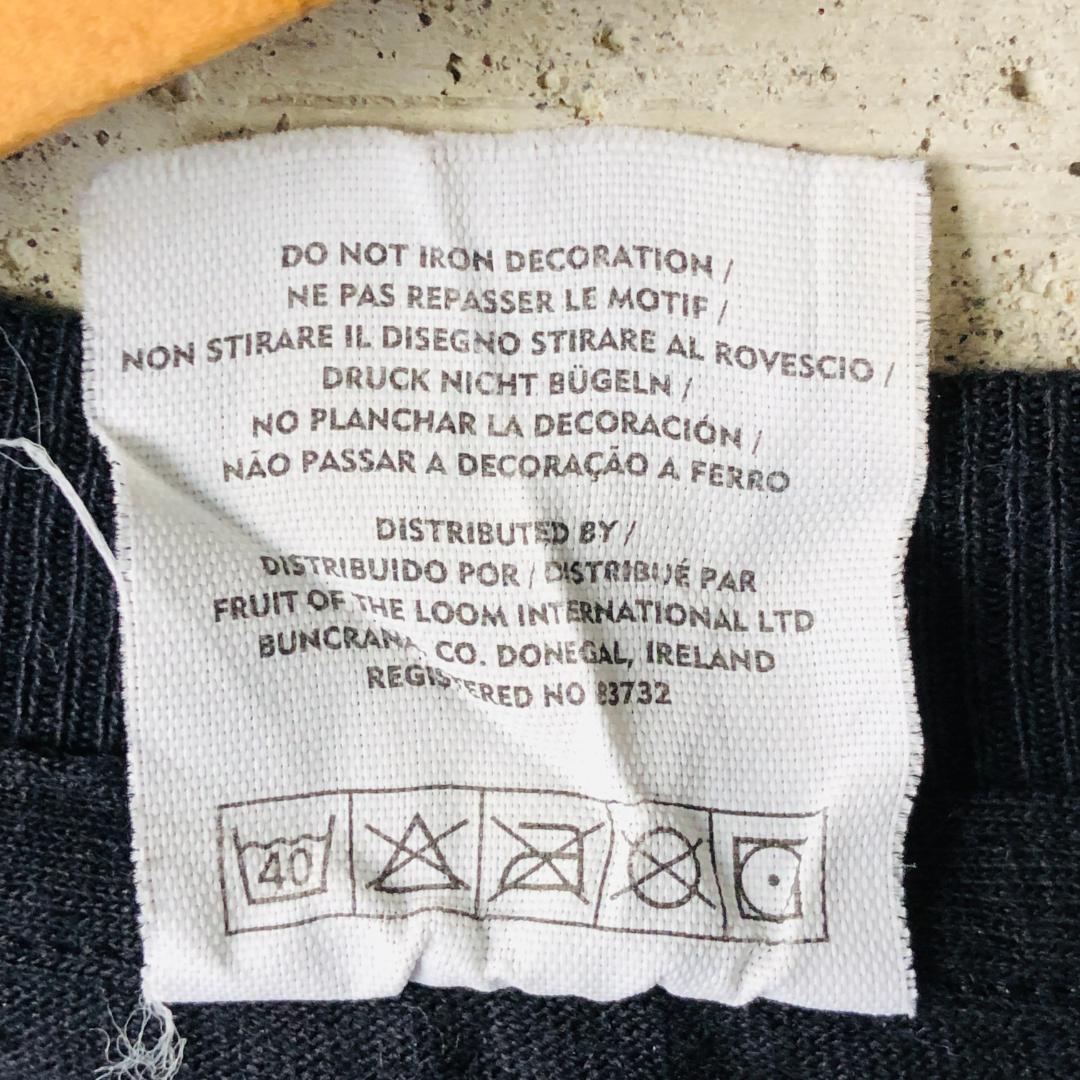 DO NOT IRON DECORATION /
NE PAS REPASSER LE MOTIF /
NON STIRARE IL DISEGNO STIRARE AL ROVESCIO /
DRUCK NICHT BÜGELN /
NO PLANCHAR LA DECORACIÓN /
NÃO PASSAR A DECORAÇÃO A FERRO
DISTRIBUTED BY /
DISTRIBUIDO POR / DISTRIBUÉ PAR
FRUIT OF THE LOOM INTERNATIONAL LTD
BUNCRANA, CO. DONEGAL, IRELAND
REGISTERED NO 83732
40